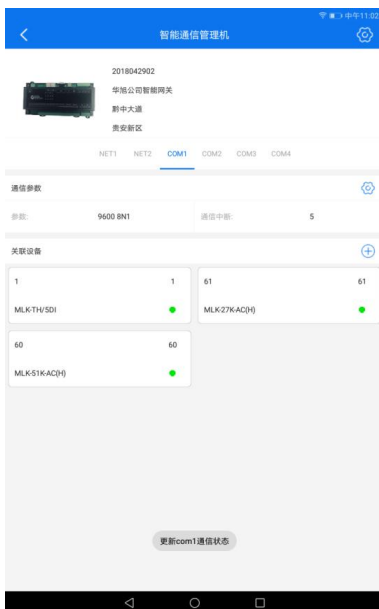 中午11:02
智能通信管理机
2018042902
华旭公司智能网关
黔中大道
贵安新区
NET1 NET2 COM1 COM2 COM3 COM4
通信参数
参数: 9600 8N1 通信中断: 5
关联设备
1 1 61 61
MLK-TH/5DI MLK-27K-AC(H)
60 60
MLK-51K-AC(H)
更新com1通信状态